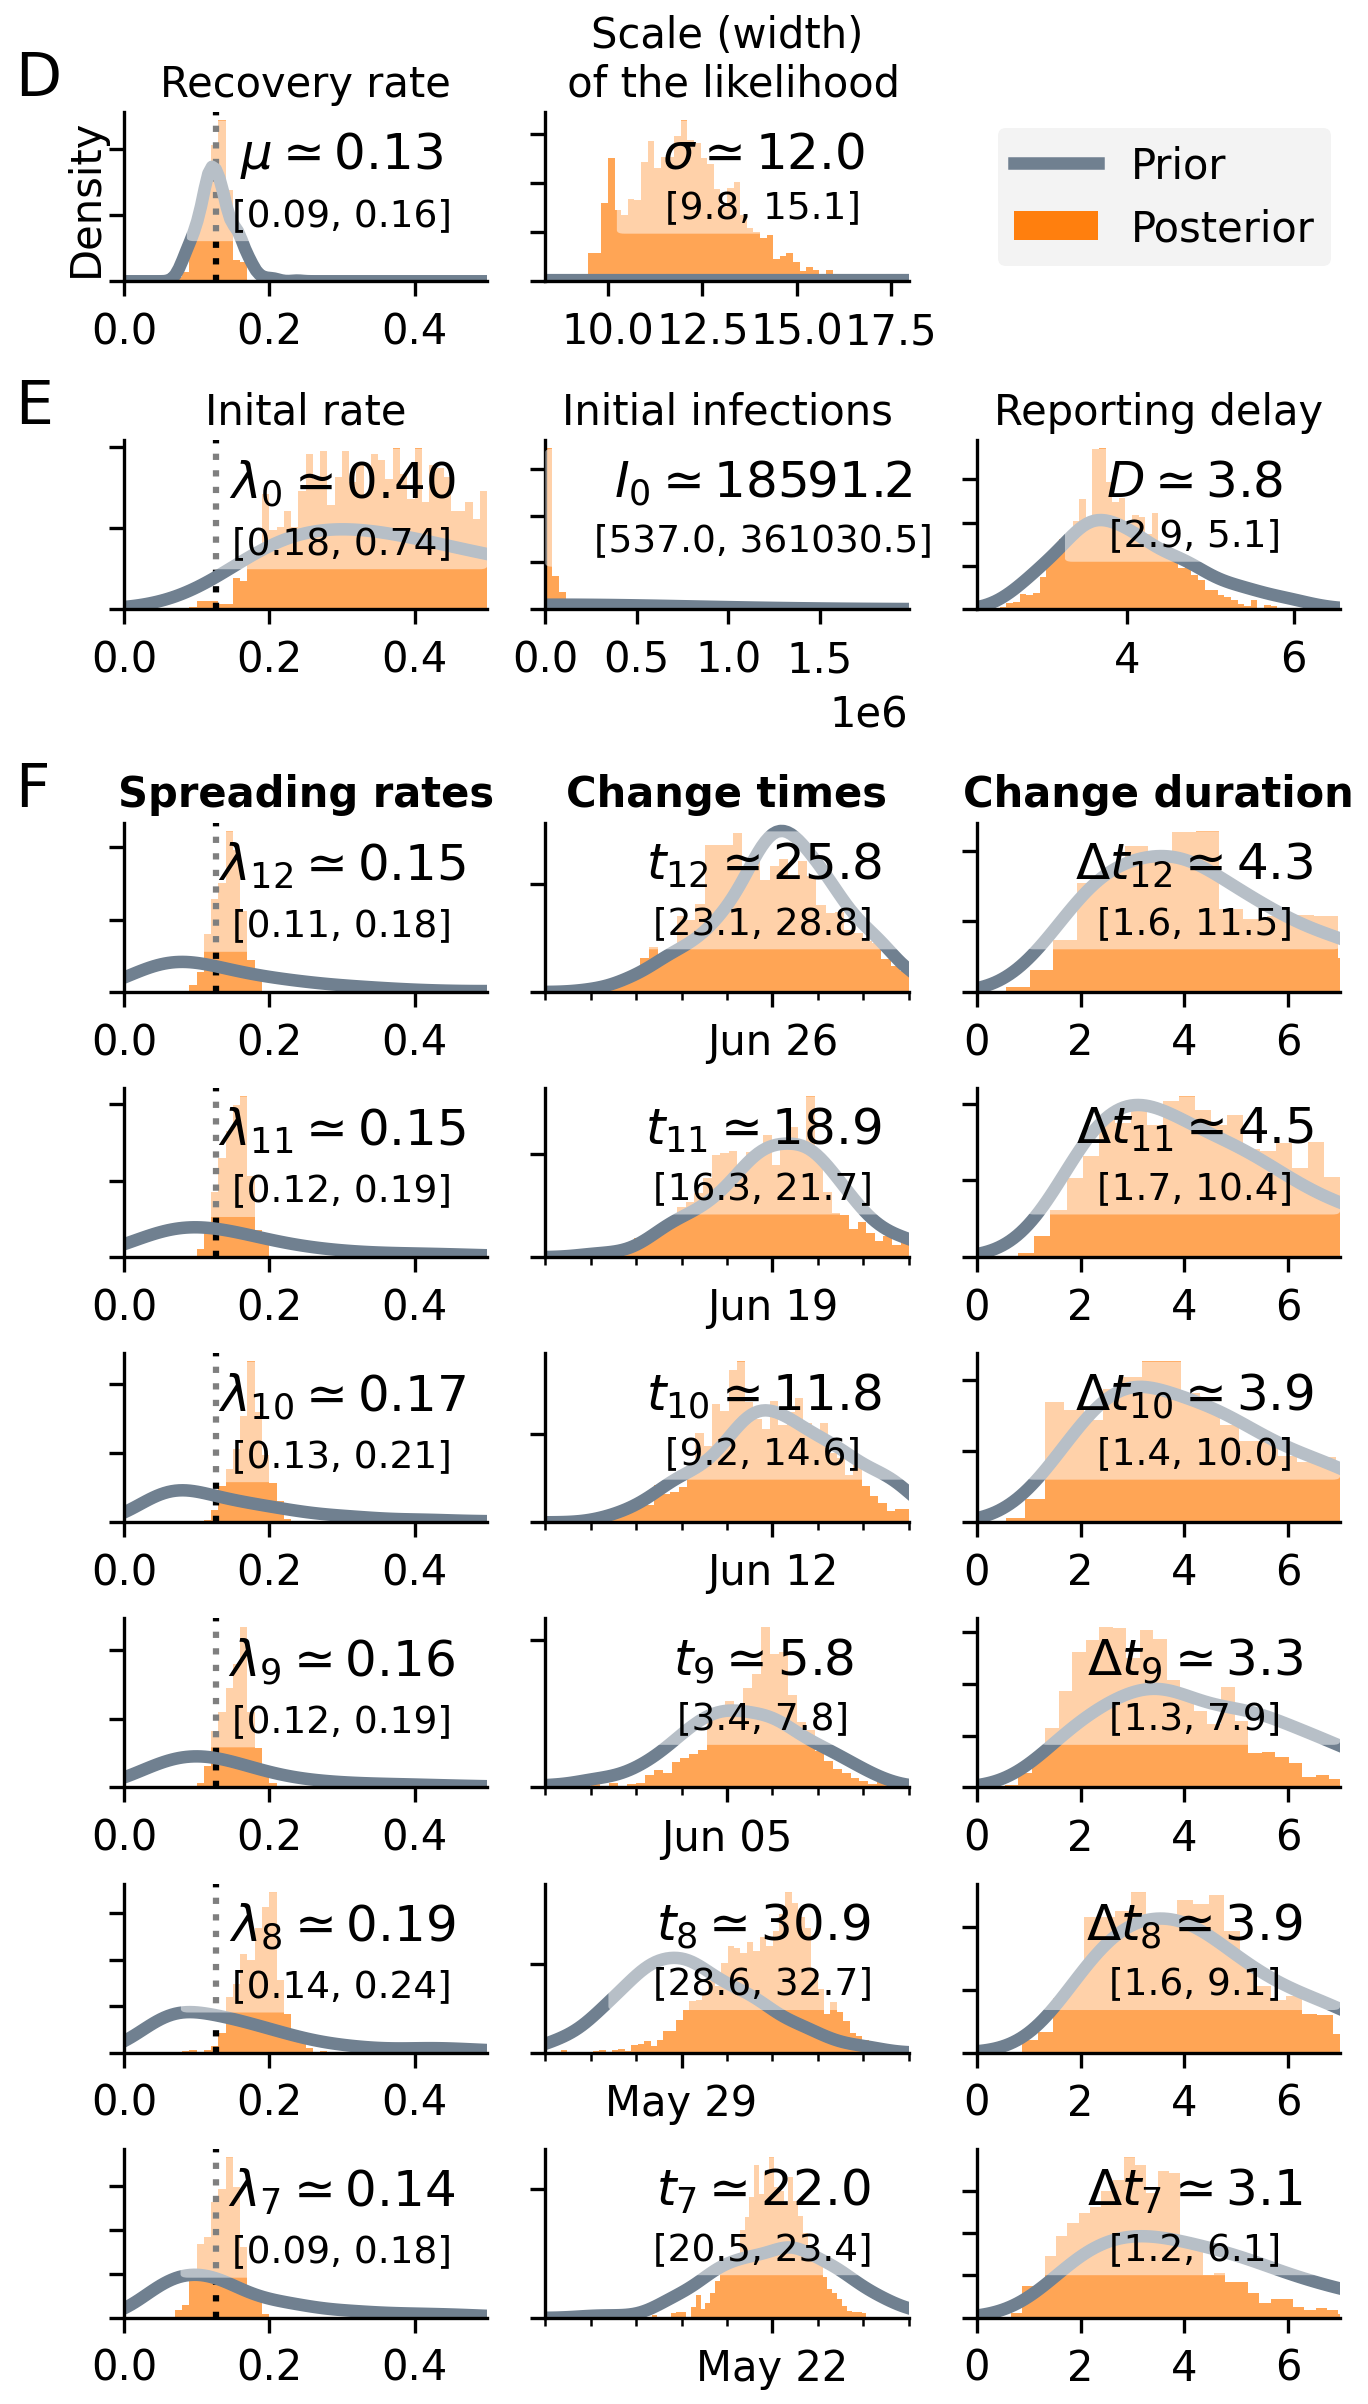 D
Recovery rate
Scale (width)
of the likelihood
Density
μ ≃ 0.13
[0.09, 0.16]
σ ≃ 12.0
[9.8, 15.1]
Prior
Posterior
0.0 0.2 0.4
10.0 12.5 15.0 17.5
E
Inital rate
Initial infections
Reporting delay
λ0 ≃ 0.40
[0.18, 0.74]
I0 ≃ 18591.2
[537.0, 361030.5]
D ≃ 3.8
[2.9, 5.1]
0.0 0.2 0.4
0.0 0.5 1.0 1.5
1e6
4 6
F
Spreading rates
Change times
Change duration
λ12 ≃ 0.15
[0.11, 0.18]
t12 ≃ 25.8
[23.1, 28.8]
Δt12 ≃ 4.3
[1.6, 11.5]
0.0 0.2 0.4
Jun 26
0 2 4 6
λ11 ≃ 0.15
[0.12, 0.19]
t11 ≃ 18.9
[16.3, 21.7]
Δt11 ≃ 4.5
[1.7, 10.4]
0.0 0.2 0.4
Jun 19
0 2 4 6
λ10 ≃ 0.17
[0.13, 0.21]
t10 ≃ 11.8
[9.2, 14.6]
Δt10 ≃ 3.9
[1.4, 10.0]
0.0 0.2 0.4
Jun 12
0 2 4 6
λ9 ≃ 0.16
[0.12, 0.19]
t9 ≃ 5.8
[3.4, 7.8]
Δt9 ≃ 3.3
[1.3, 7.9]
0.0 0.2 0.4
Jun 05
0 2 4 6
λ8 ≃ 0.19
[0.14, 0.24]
t8 ≃ 30.9
[28.6, 32.7]
Δt8 ≃ 3.9
[1.6, 9.1]
0.0 0.2 0.4
May 29
0 2 4 6
λ7 ≃ 0.14
[0.09, 0.18]
t7 ≃ 22.0
[20.5, 23.4]
Δt7 ≃ 3.1
[1.2, 6.1]
0.0 0.2 0.4
May 22
0 2 4 6